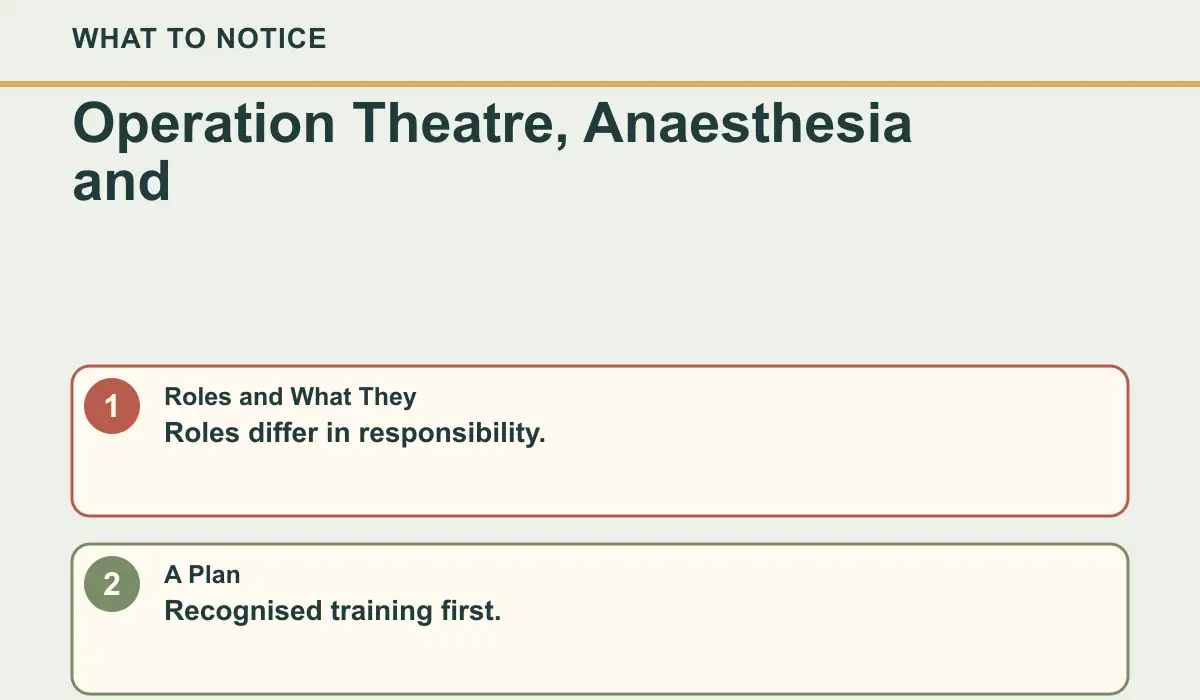 WHAT TO NOTICE
Operation Theatre, Anaesthesia
and
1
Roles and What They
Roles differ in responsibility.
2
A Plan
Recognised training first.